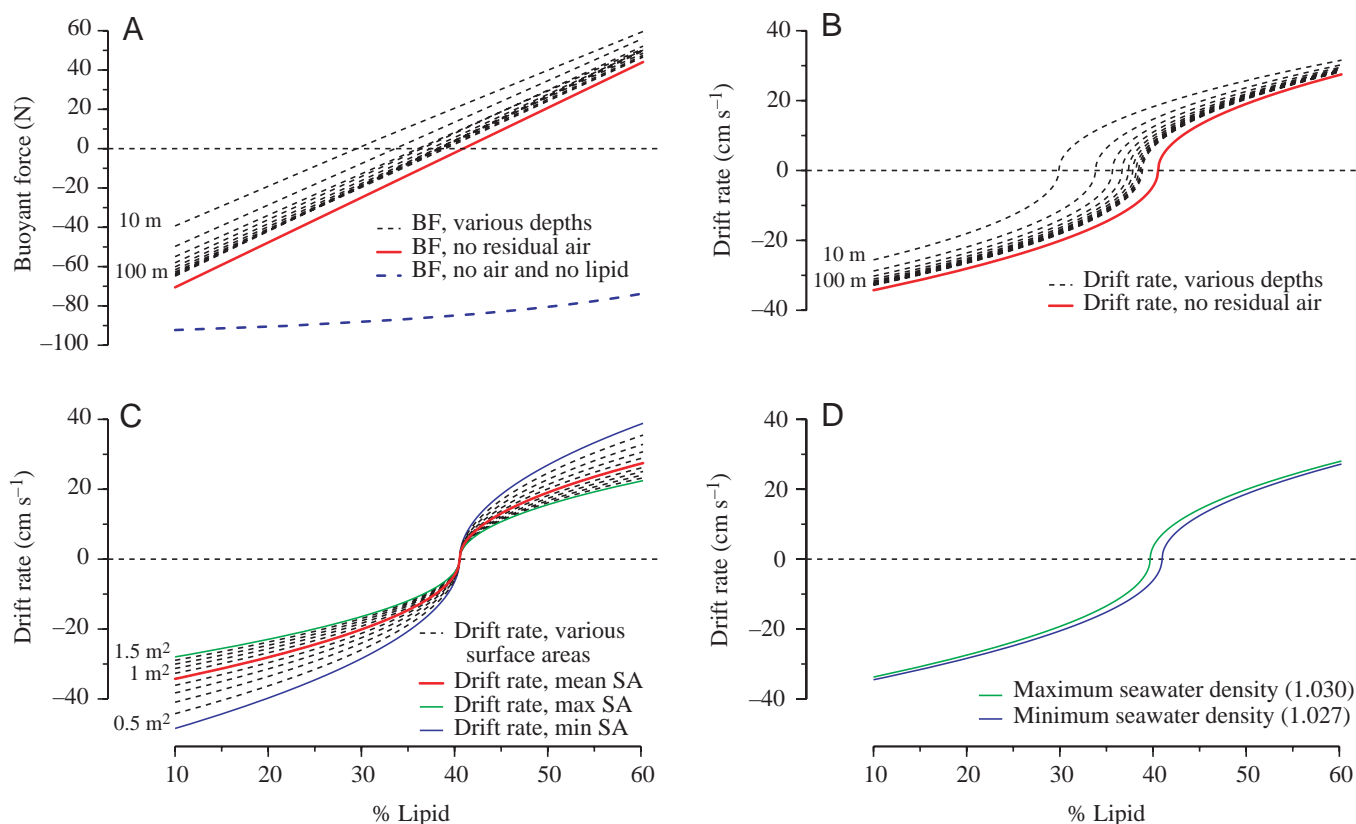 A
60
40
20
0
–20
–40
–60
–80
–100
Buoyant force (N)
10 m
100 m
BF, various depths
BF, no residual air
BF, no air and no lipid
B
40
20
0
–20
–40
Drift rate (cm s–1)
10 m
100 m
Drift rate, various depths
Drift rate, no residual air
C
40
20
0
–20
–40
Drift rate (cm s–1)
1.5 m2
1 m2
0.5 m2
Drift rate, various
surface areas
Drift rate, mean SA
Drift rate, max SA
Drift rate, min SA
10 20 30 40 50 60
% Lipid
D
40
20
0
–20
–40
Drift rate (cm s–1)
Maximum seawater density (1.030)
Minimum seawater density (1.027)
10 20 30 40 50 60
% Lipid